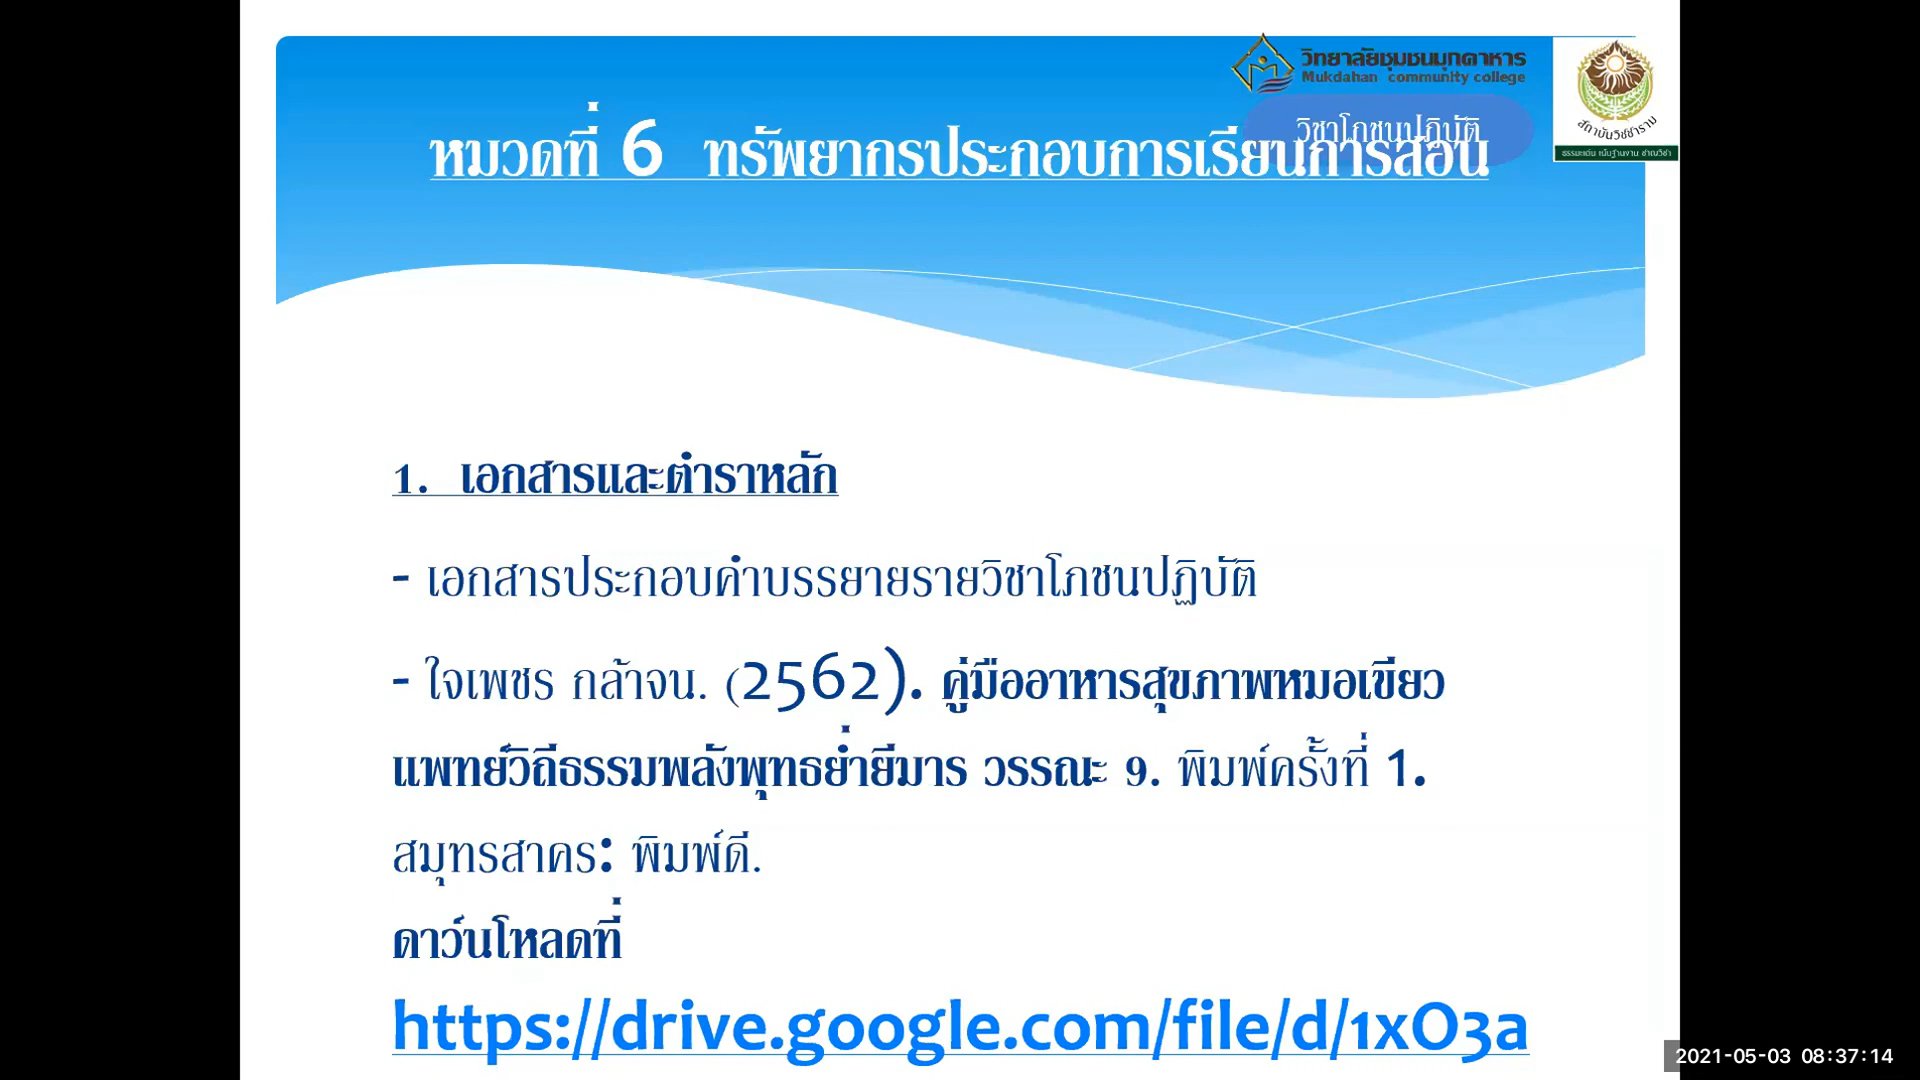 วิทยาลัยชุมชนมุกดาหาร
Mukdahan community college
วิชาโภชนปฏิบัติ
สถาบันวิชชาราม
หมวดที่ 6 ทรัพยากรประกอบการเรียนการสอน
1. เอกสารและตำราหลัก
- เอกสารประกอบคำบรรยายรายวิชาโภชนปฏิบัติ
- ใจเพชร กล้าจน. (2562). คู่มืออาหารสุขภาพหมอเขียว
แพทย์วิถีธรรมพลังพุทธย่ำยีมาร วรรณะ 9. พิมพ์ครั้งที่ 1.
สมุทรสาคร: พิมพ์ดี.
ดาว์นโหลดที่
https://drive.google.com/file/d/1xO3a
2021-05-03 08:37:14